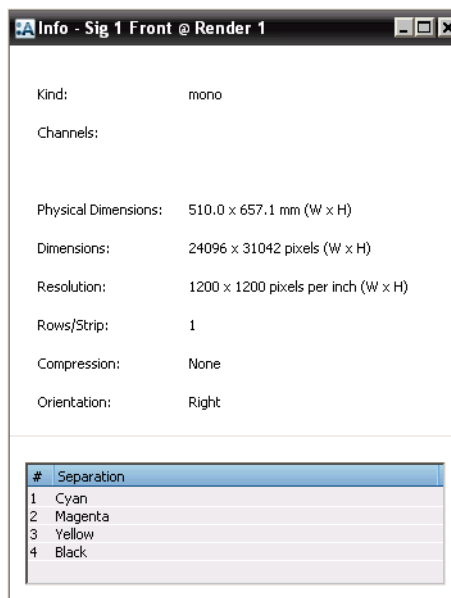 :A Info - Sig 1 Front @ Render 1
Kind: mono
Channels:
Physical Dimensions: 510.0 x 657.1 mm (W x H)
Dimensions: 24096 x 31042 pixels (W x H)
Resolution: 1200 x 1200 pixels per inch (W x H)
Rows/Strip: 1
Compression: None
Orientation: Right
# Separation
1 Cyan
2 Magenta
3 Yellow
4 Black